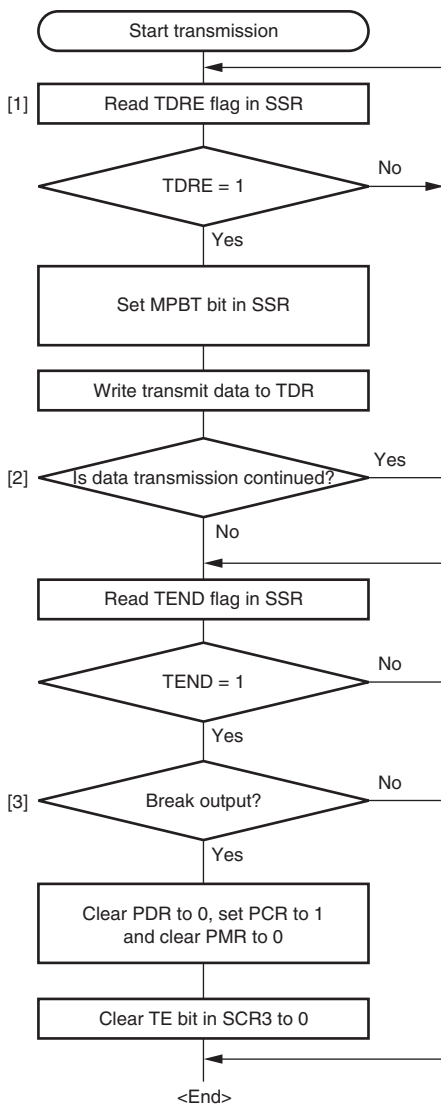 Start transmission
[1]
Read TDRE flag in SSR
TDRE = 1
No
Yes
Set MPBT bit in SSR
Write transmit data to TDR
[2]
Is data transmission continued?
Yes
No
Read TEND flag in SSR
TEND = 1
No
Yes
[3]
Break output?
No
Yes
Clear PDR to 0, set PCR to 1
and clear PMR to 0
Clear TE bit in SCR3 to 0
<End>